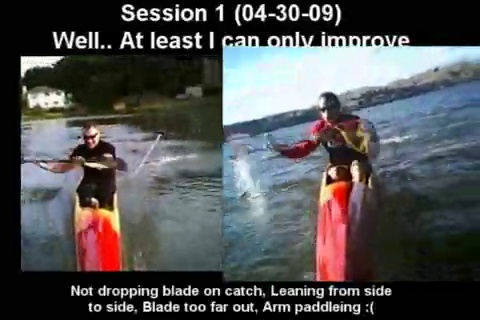 Session 1 (04-30-09)
Well.. At least I can only improve
Not dropping blade on catch, Leaning from side
to side, Blade too far out, Arm paddleing :(